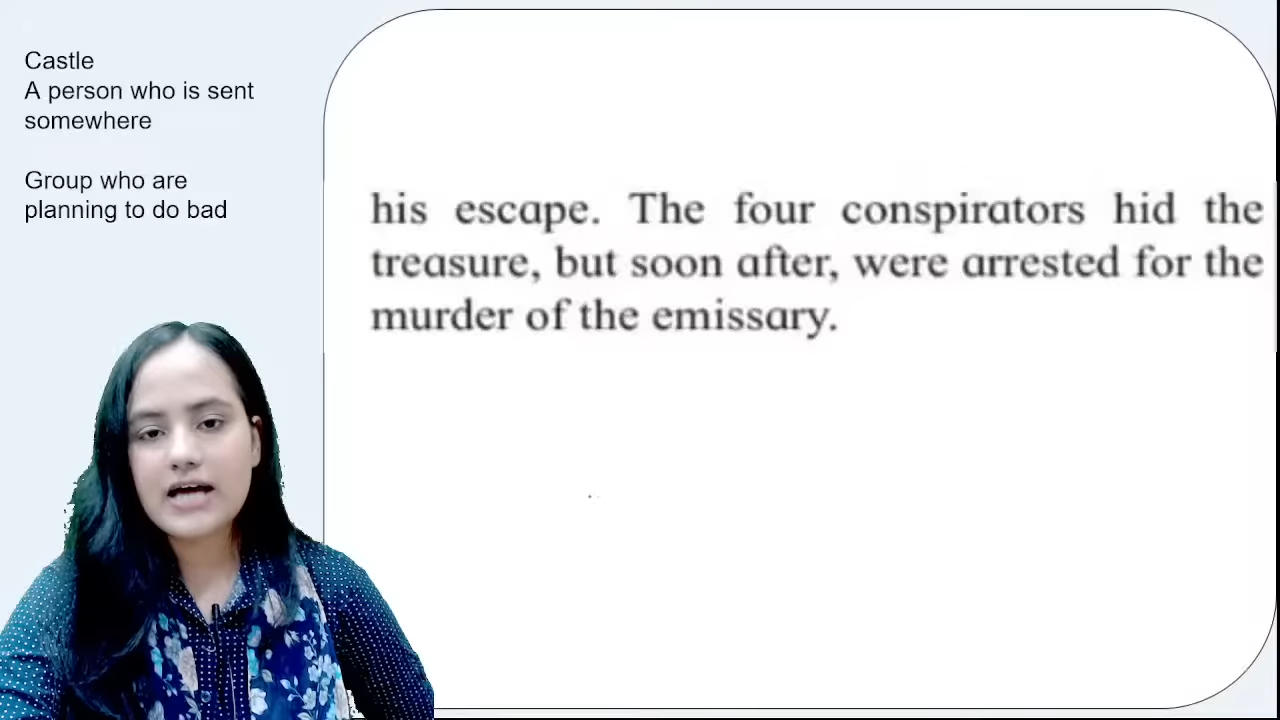 Castle
A person who is sent
somewhere
Group who are
planning to do bad
his escape. The four conspirators hid the
treasure, but soon after, were arrested for the
murder of the emissary.